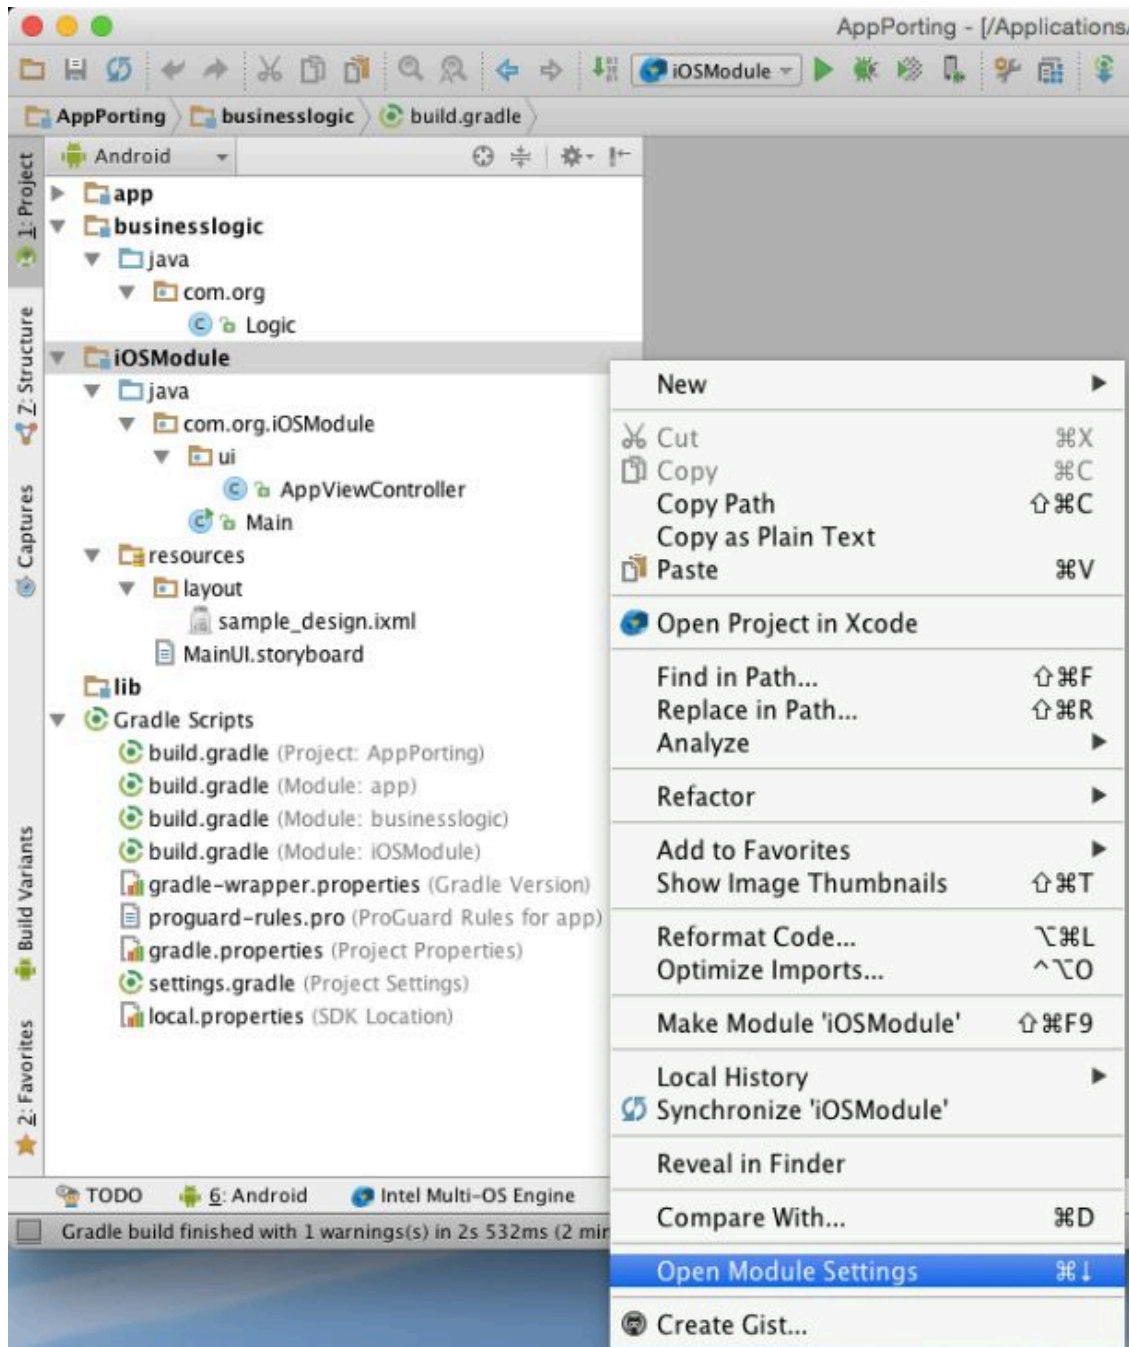 AppPorting - [/Applications/
iOSModule
AppPorting businesslogic build.gradle
1: Project
Z: Structure
Captures
Build Variants
2: Favorites
Android
app
businesslogic
java
com.org
Logic
iOSModule
java
com.org.iOSModule
ui
AppViewController
Main
resources
layout
sample_design.ixml
MainUI.storyboard
lib
Gradle Scripts
build.gradle (Project: AppPorting)
build.gradle (Module: app)
build.gradle (Module: businesslogic)
build.gradle (Module: iOSModule)
gradle-wrapper.properties (Gradle Version)
proguard-rules.pro (ProGuard Rules for app)
gradle.properties (Project Properties)
settings.gradle (Project Settings)
local.properties (SDK Location)
New
Cut ⌘X
Copy ⌘C
Copy Path ⇧⌘C
Copy as Plain Text
Paste ⌘V
Open Project in Xcode
Find in Path... ⇧⌘F
Replace in Path... ⇧⌘R
Analyze
Refactor
Add to Favorites
Show Image Thumbnails ⇧⌘T
Reformat Code... ⌥⌘L
Optimize Imports... ^⌥O
Make Module 'iOSModule' ⇧⌘F9
Local History
Synchronize 'iOSModule'
Reveal in Finder
Compare With... ⌘D
Open Module Settings ⌘↓
Create Gist...
TODO 6: Android Intel Multi-OS Engine
Gradle build finished with 1 warnings(s) in 2s 532ms (2 min